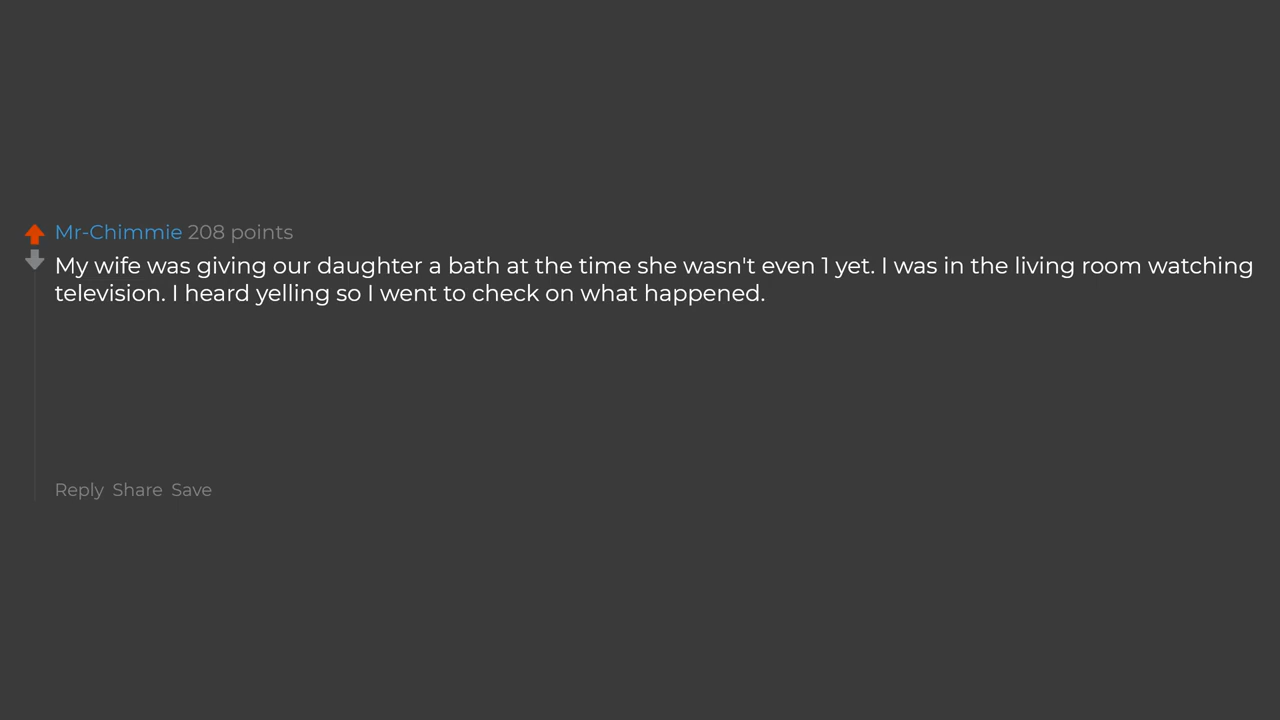 Mr-Chimmie 208 points
My wife was giving our daughter a bath at the time she wasn't even 1 yet. I was in the living room watching
television. I heard yelling so I went to check on what happened.
Reply Share Save